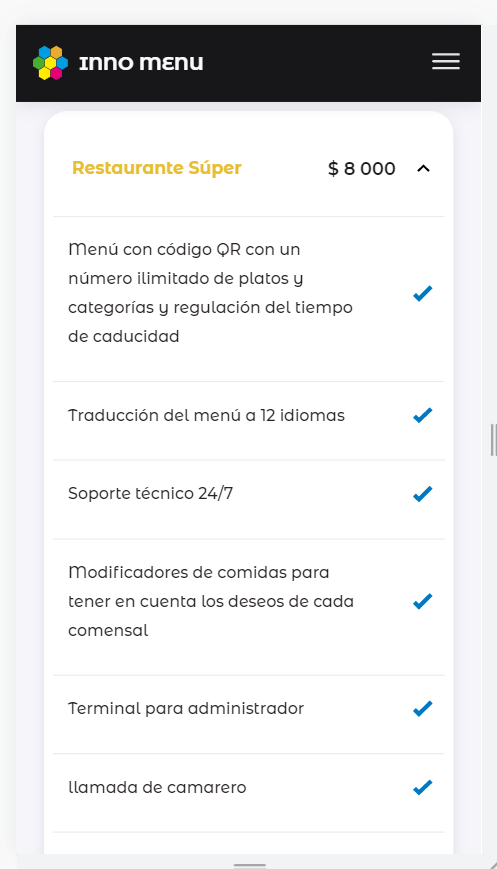 INNO MENU
Restaurante Súper $ 8 000
Menú con código QR con un
número ilimitado de platos y
categorías y regulación del tiempo
de caducidad
Traducción del menú a 12 idiomas
Soporte técnico 24/7
Modificadores de comidas para
tener en cuenta los deseos de cada
comensal
Terminal para administrador
llamada de camarero